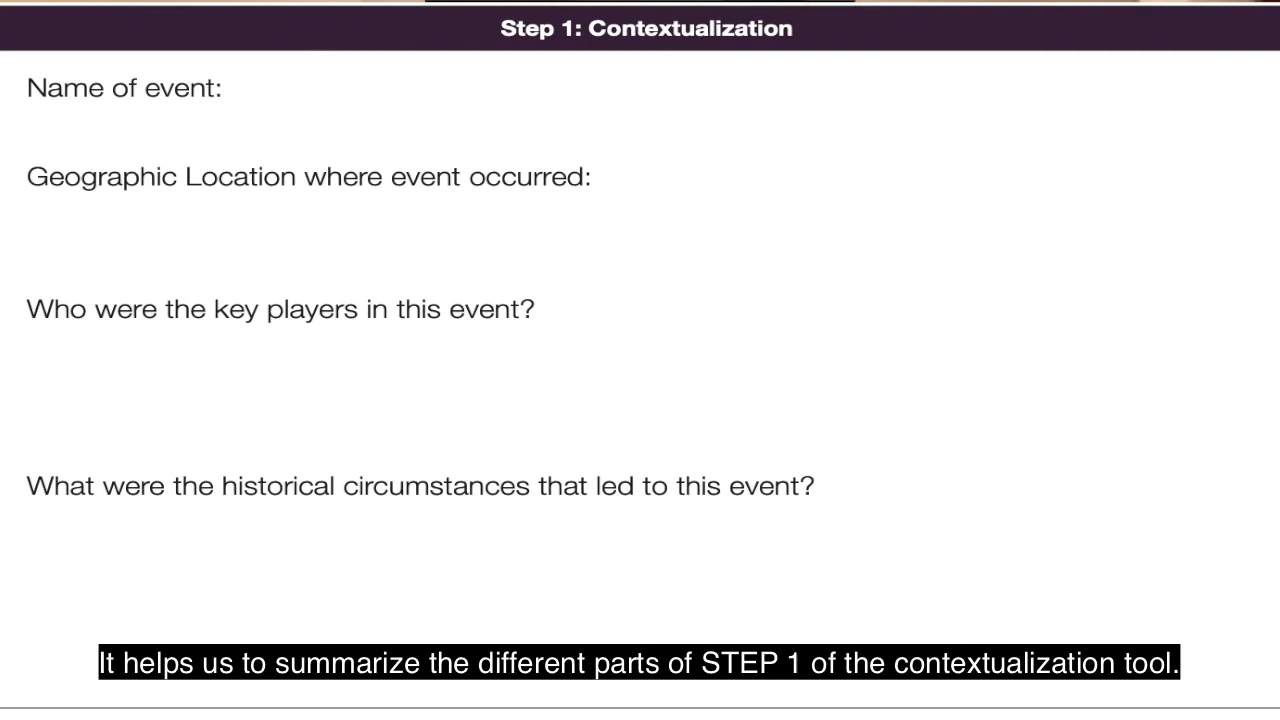 Step 1: Contextualization
Name of event:
Geographic Location where event occurred:
Who were the key players in this event?
What were the historical circumstances that led to this event?
It helps us to summarize the different parts of STEP 1 of the contextualization tool.